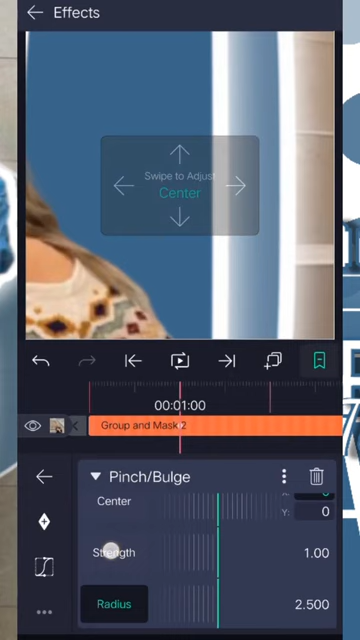 Effects
Swipe to Adjust
Center
00:01:00
Group and Mask 2
Pinch/Bulge
Center
Y: 0
Strength
1.00
Radius
2.500